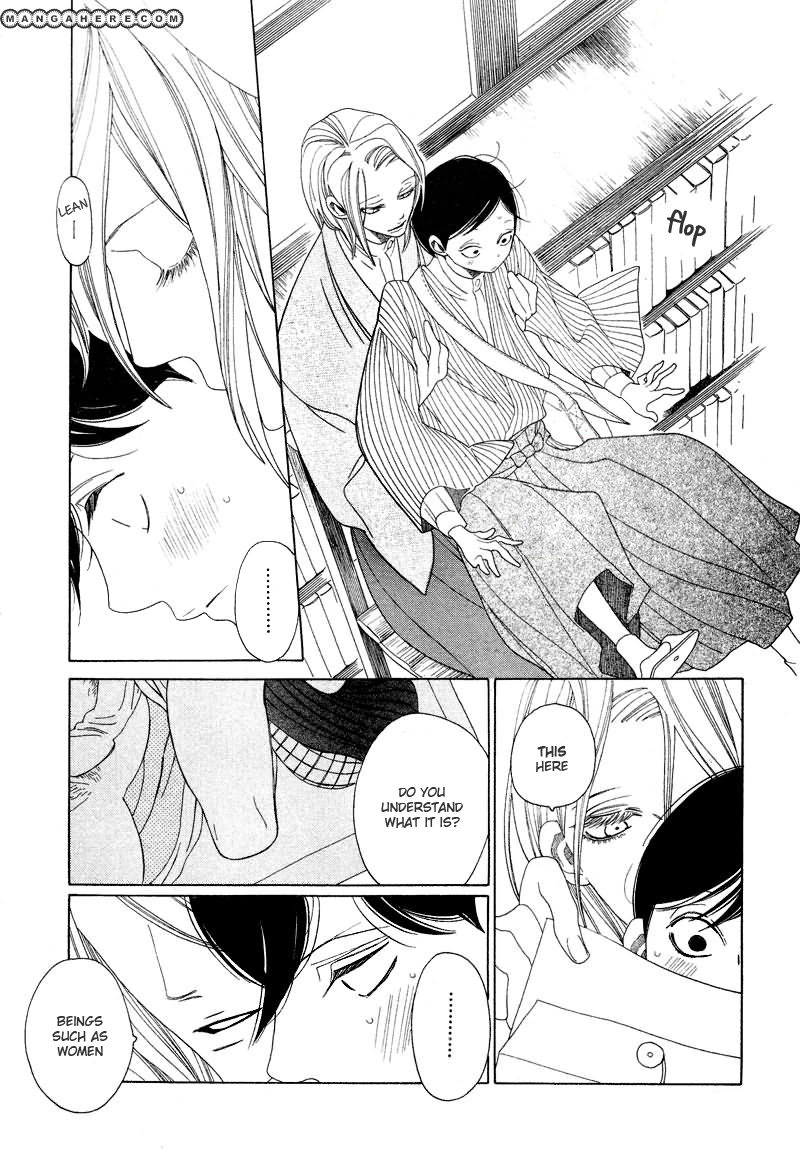 MANGAHERE.COM
flop
LEAN
..........
THIS
HERE
DO YOU
UNDERSTAND
WHAT IT IS?
..........
BEINGS
SUCH AS
WOMEN